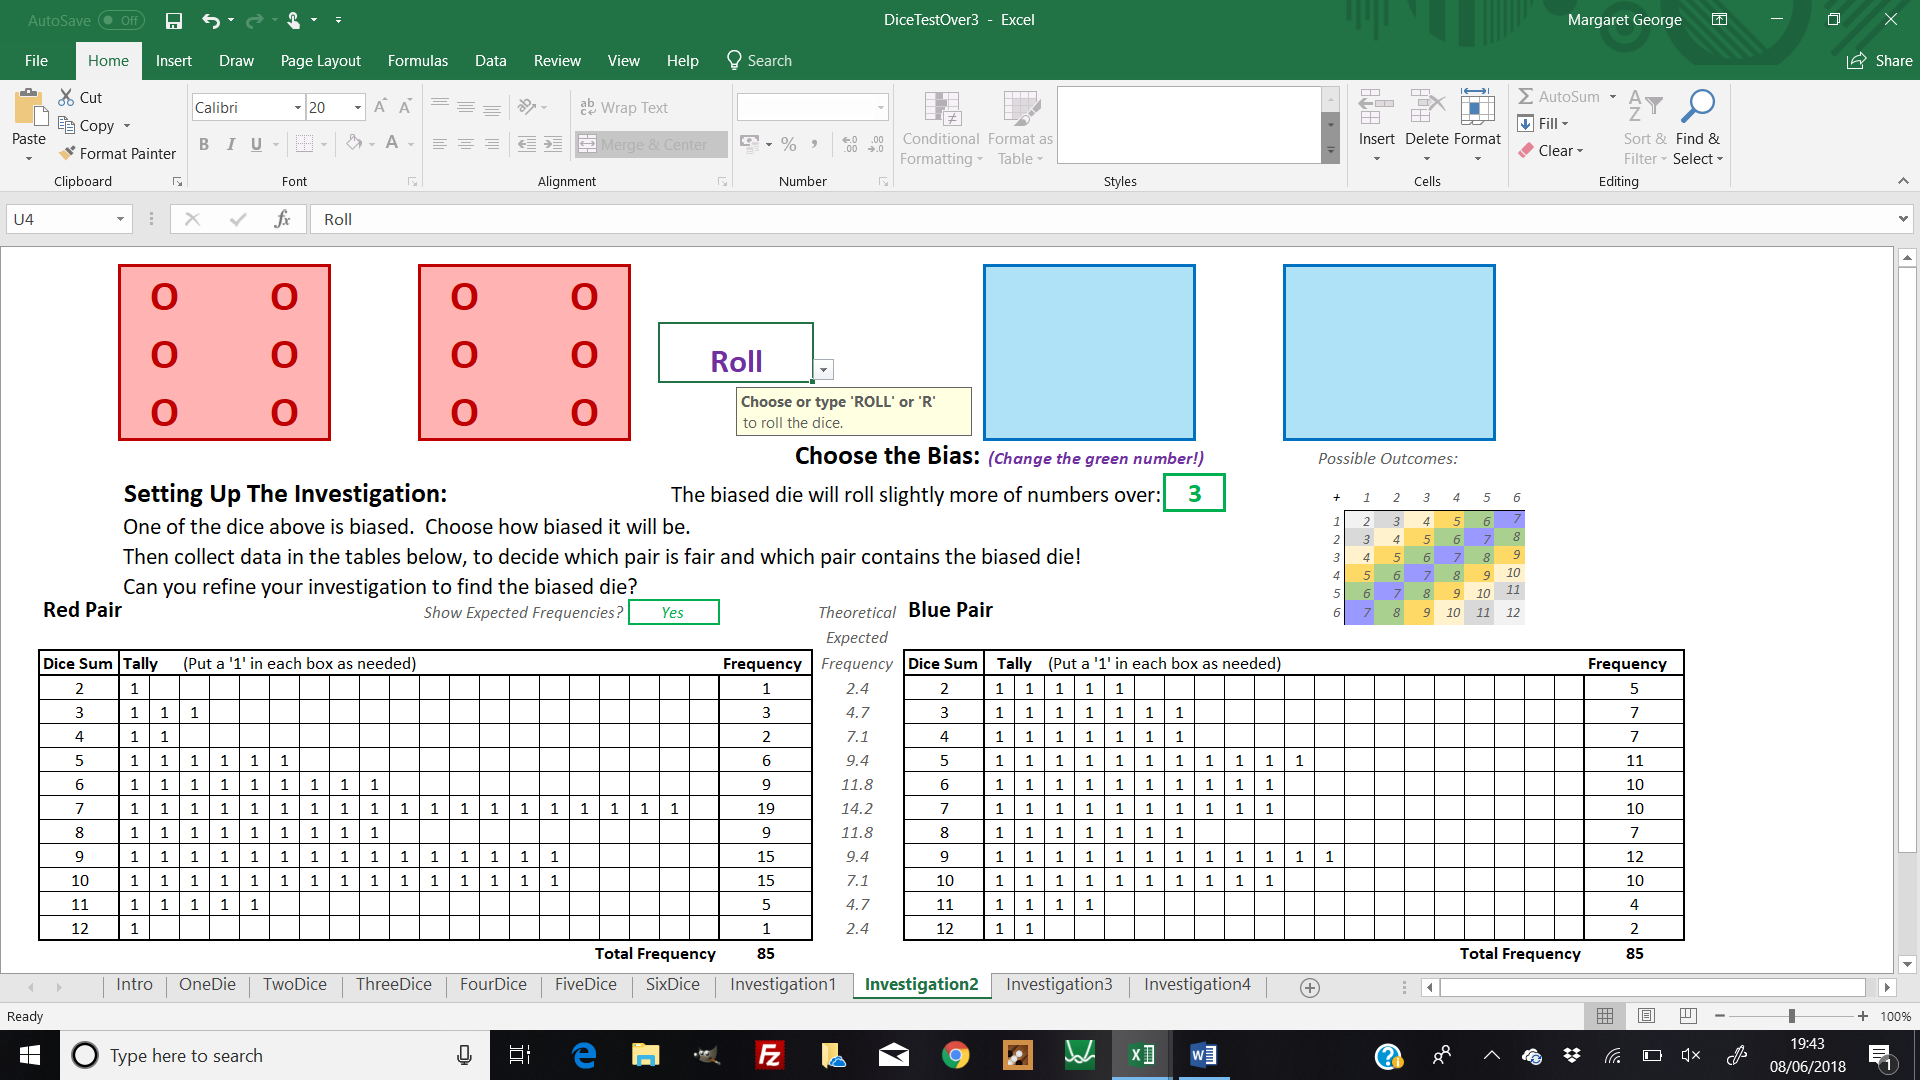 AutoSave Off
DiceTestOver3 - Excel
Margaret George
File Home Insert Draw Page Layout Formulas Data Review View Help Search Share
Paste Cut
Copy
Format Painter
Clipboard
Calibri 20 A A
B I U A
Font
ab Wrap Text
Merge & Center
Alignment
%
Number
Conditional Formatting
Format as Table
Styles
Insert Delete Format
Cells
AutoSum
Fill
Clear
Sort & Filter
Find & Select
Editing
U4 fx Roll
O O O O
O O O O
O O O O
Roll
Choose or type 'ROLL' or 'R'
to roll the dice.
Choose the Bias: (Change the green number!)
Possible Outcomes:
Setting Up The Investigation:
The biased die will roll slightly more of numbers over: 3
One of the dice above is biased. Choose how biased it will be.
Then collect data in the tables below, to decide which pair is fair and which pair contains the biased die!
Can you refine your investigation to find the biased die?
+ 1 2 3 4 5 6
1 2 3 4 5 6 7
2 3 4 5 6 7 8
3 4 5 6 7 8 9
4 5 6 7 8 9 10
5 6 7 8 9 10 11
6 7 8 9 10 11 12
Red Pair Show Expected Frequencies? Yes Theoretical Blue Pair
Expected
Dice Sum Tally (Put a '1' in each box as needed) Frequency Frequency Dice Sum Tally (Put a '1' in each box as needed) Frequency
2 1 1 2.4 2 1 1 1 1 1 5
3 1 1 1 3 4.7 3 1 1 1 1 1 1 1 7
4 1 1 2 7.1 4 1 1 1 1 1 1 1 7
5 1 1 1 1 1 1 6 9.4 5 1 1 1 1 1 1 1 1 1 1 1 11
6 1 1 1 1 1 1 1 1 1 9 11.8 6 1 1 1 1 1 1 1 1 1 1 10
7 1 1 1 1 1 1 1 1 1 1 1 1 1 1 1 1 1 1 1 19 14.2 7 1 1 1 1 1 1 1 1 1 1 10
8 1 1 1 1 1 1 1 1 1 9 11.8 8 1 1 1 1 1 1 1 7
9 1 1 1 1 1 1 1 1 1 1 1 1 1 1 1 15 9.4 9 1 1 1 1 1 1 1 1 1 1 1 1 12
10 1 1 1 1 1 1 1 1 1 1 1 1 1 1 1 15 7.1 10 1 1 1 1 1 1 1 1 1 1 10
11 1 1 1 1 1 5 4.7 11 1 1 1 1 4
12 1 1 2.4 12 1 1 2
Total Frequency 85 Total Frequency 85
Intro OneDie TwoDice ThreeDice FourDice FiveDice SixDice Investigation1 Investigation2 Investigation3 Investigation4
Ready 100%
Type here to search
19:43
08/06/2018
1